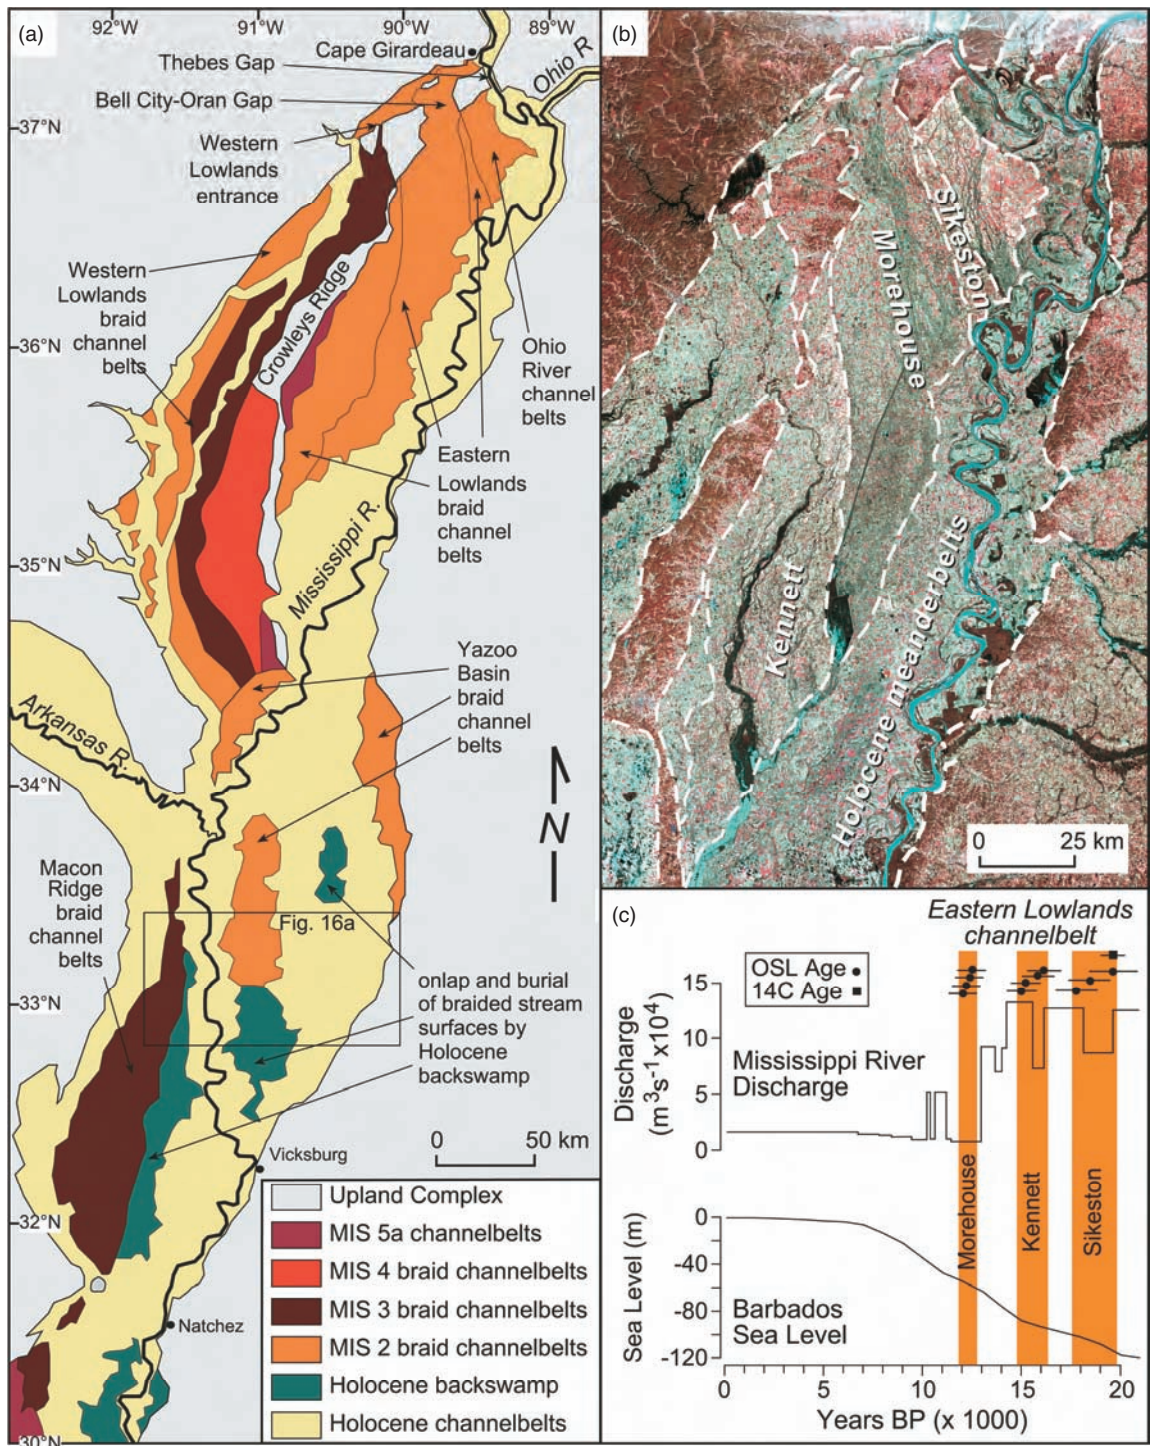 (a)
92°W
91°W
90°W
89°W
Cape Girardeau
Thebes Gap
Ohio R
Bell City-Oran Gap
37°N
Western
Lowlands
entrance
Western
Lowlands
braid
channel
belts
Crowleys Ridge
36°N
Ohio
River
channel
belts
Eastern
Lowlands
braid
channel
belts
35°N
Mississippi R.
Yazoo
Basin
braid
channel
belts
Arkansas R.
34°N
N
Macon
Ridge
braid
channel
belts
Fig. 16a
onlap and burial
of braided stream
surfaces by
Holocene
backswamp
33°N
0 50 km
Vicksburg
32°N
Natchez
30°N
Upland Complex
MIS 5a channelbelts
MIS 4 braid channelbelts
MIS 3 braid channelbelts
MIS 2 braid channelbelts
Holocene backswamp
Holocene channelbelts
(b)
Sikeston
Morehouse
Kennett
Holocene meanderbelts
0 25 km
(c)
Eastern Lowlands
channelbelt
OSL Age
14C Age
15
10
5
0
Discharge
(m³s⁻¹x10⁴)
Mississippi River
Discharge
Morehouse
Kennett
Sikeston
0
-40
-80
-120
Sea Level (m)
Barbados
Sea Level
0 5 10 15 20
Years BP (x 1000)